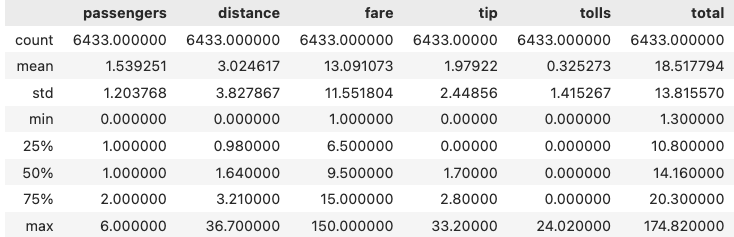 passengers distance fare tip tolls total
count 6433.000000 6433.000000 6433.000000 6433.00000 6433.000000 6433.000000
mean 1.539251 3.024617 13.091073 1.97922 0.325273 18.517794
std 1.203768 3.827867 11.551804 2.44856 1.415267 13.815570
min 0.000000 0.000000 1.000000 0.00000 0.000000 1.300000
25% 1.000000 0.980000 6.500000 0.00000 0.000000 10.800000
50% 1.000000 1.640000 9.500000 1.70000 0.000000 14.160000
75% 2.000000 3.210000 15.000000 2.80000 0.000000 20.300000
max 6.000000 36.700000 150.000000 33.20000 24.020000 174.820000